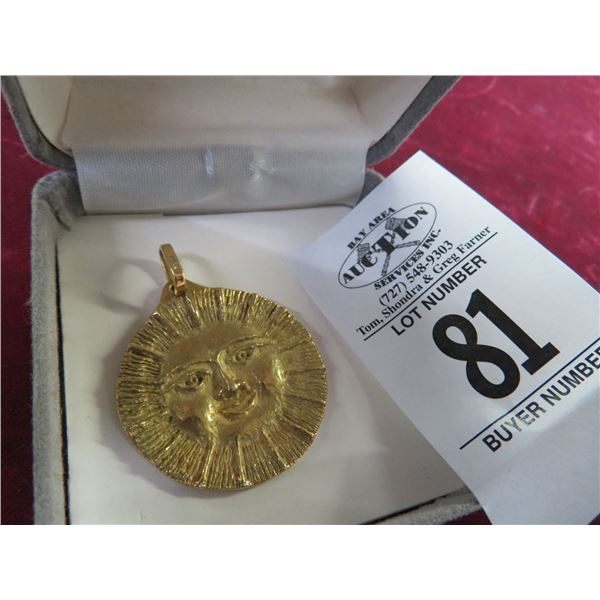 BAY AREA
AUCTION
SERVICES INC.
(727) 548-9303
Tom, Shondra & Greg Farner
LOT NUMBER
81
BUYER NUMBER